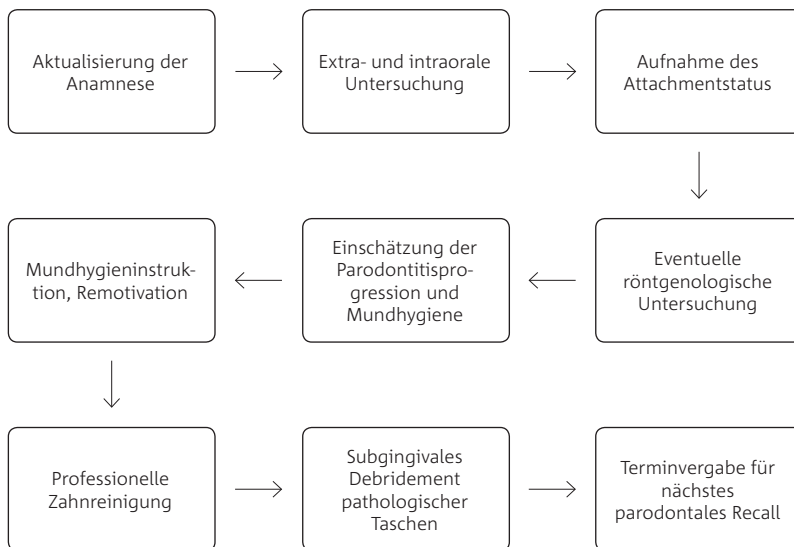 Aktualisierung der
Anamnese
Extra- und intraorale
Untersuchung
Aufnahme des
Attachmentstatus
Eventuelle
röntgenologische
Untersuchung
Einschätzung der
Parodontitispro-
gression und
Mundhygiene
Mundhygieninstruk-
tion, Remotivation
Professionelle
Zahnreinigung
Subgingivales
Debridement
pathologischer
Taschen
Terminvergabe für
nächstes
parodontales Recall